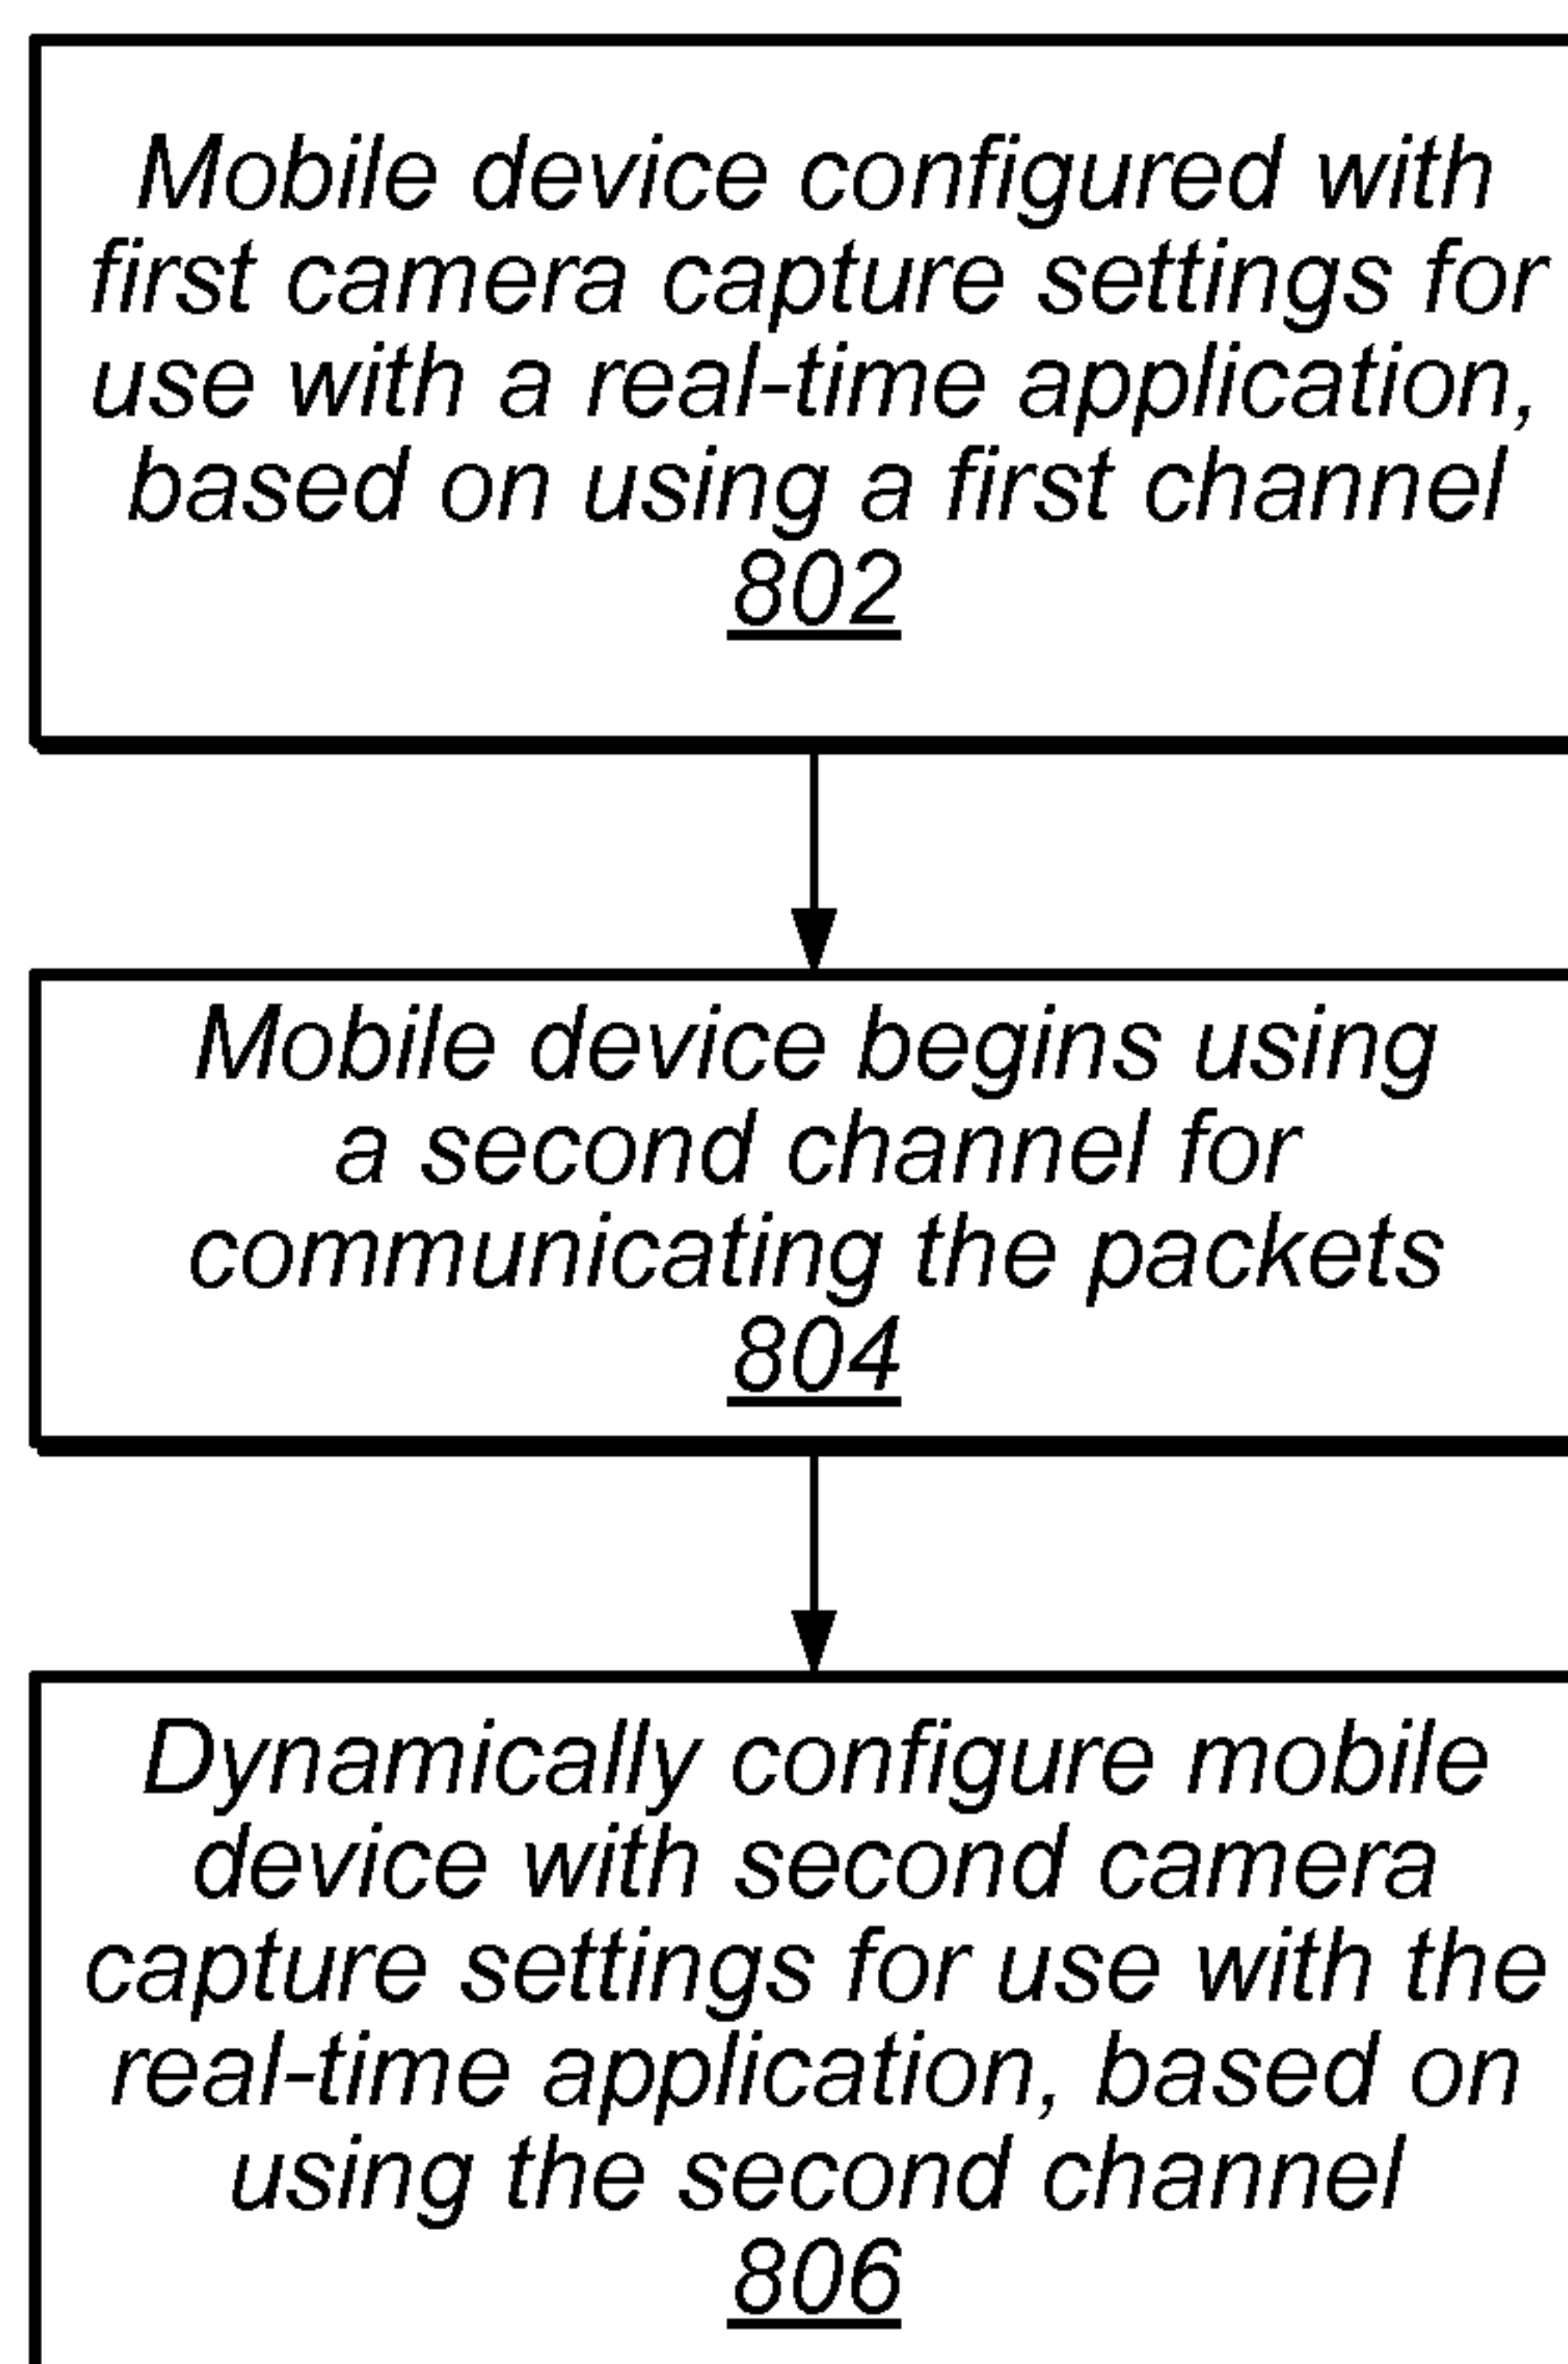 Mobile device configured with
first camera capture settings for
use with a real-time application,
based on using a first channel
802
Mobile device begins using
a second channel for
communicating the packets
804
Dynamically configure mobile
device with second camera
capture settings for use with the
real-time application, based on
using the second channel
806